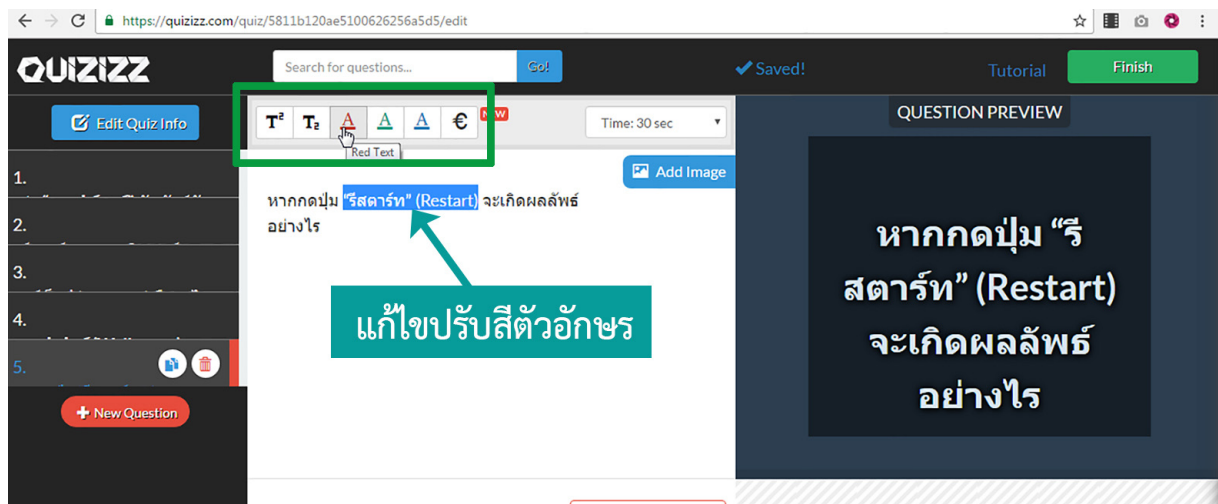 https://quizizz.com/quiz/5811b120ae5100626256a5d5/edit
QUIZIZZ
Search for questions...
Go!
Saved!
Tutorial
Finish
Edit Quiz Info
T² T₂ A A A € NEW
Time: 30 sec
QUESTION PREVIEW
Red Text
Add Image
1.
2.
3.
4.
5.
New Question
หากกดปุ่ม "รีสตาร์ท" (Restart) จะเกิดผลลัพธ์
อย่างไร
แก้ไขปรับสีตัวอักษร
หากกดปุ่ม “รี
สตาร์ท” (Restart)
จะเกิดผลลัพธ์
อย่างไร